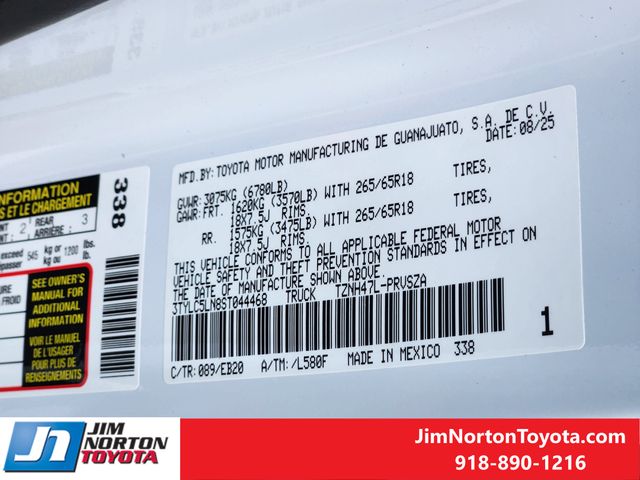 MFD.BY: TOYOTA MOTOR MANUFACTURING DE GUANAJUATO, S.A. DE C.V.
DATE: 08/25
GVWR: 3075KG (6780LB)
GAWR: FRT. 1620KG (3570LB) WITH 265/65R18 TIRES,
18X7.5J RIMS.
RR. 1575KG (3475LB) WITH 265/65R18 TIRES,
18X7.5J RIMS.
THIS VEHICLE CONFORMS TO ALL APPLICABLE FEDERAL MOTOR
VEHICLE SAFETY AND THEFT PREVENTION STANDARDS IN EFFECT ON
THE DATE OF MANUFACTURE SHOWN ABOVE.
3TYLC5LN8ST044468 TRUCK TZNH47L-PRVSZA
1
C/TR: 089/EB20 A/TM: /L580F MADE IN MEXICO 338
338
INFORMATION
S ET LE CHARGEMENT
2 REAR
ARRIÈRE : 3
545 kg or 1200 lbs.
kg ou lb.
SEE OWNER'S
MANUAL FOR
ADDITIONAL
INFORMATION
VOIR LE MANUEL
DE L'USAGER
POUR PLUS DE
RENSEIGNEMENTS
JIM
NORTON
TOYOTA
JimNortonToyota.com
918-890-1216